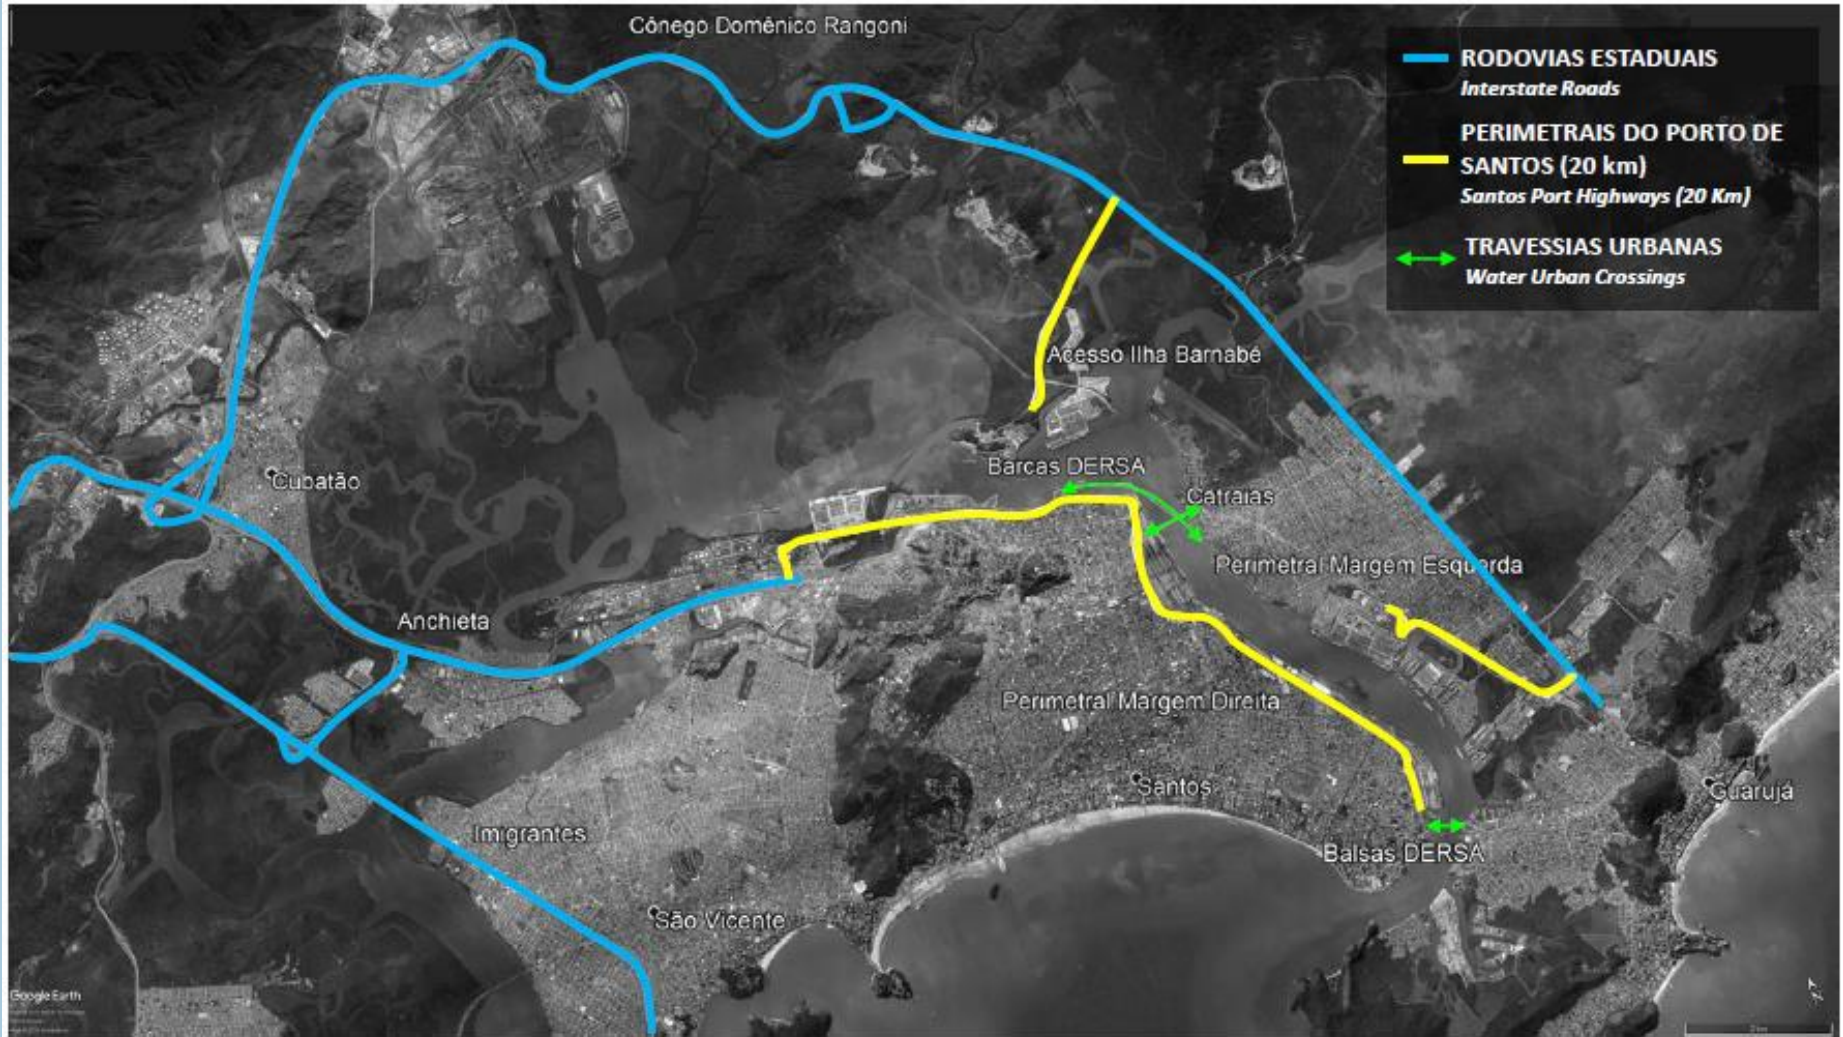 Cônego Domênico Rangoni
RODOVIAS ESTADUAIS
Interstate Roads
PERIMETRAIS DO PORTO DE
SANTOS (20 km)
Santos Port Highways (20 Km)
TRAVESSIAS URBANAS
Water Urban Crossings
Acesso Ilha Barnabé
Barcas DERSA
Cubatão
Catraias
Perimetral Margem Esquerda
Anchieta
Perimetral Margem Direita
Santos
Guarujá
Imigrantes
Balsas DERSA
São Vicente
Google Earth